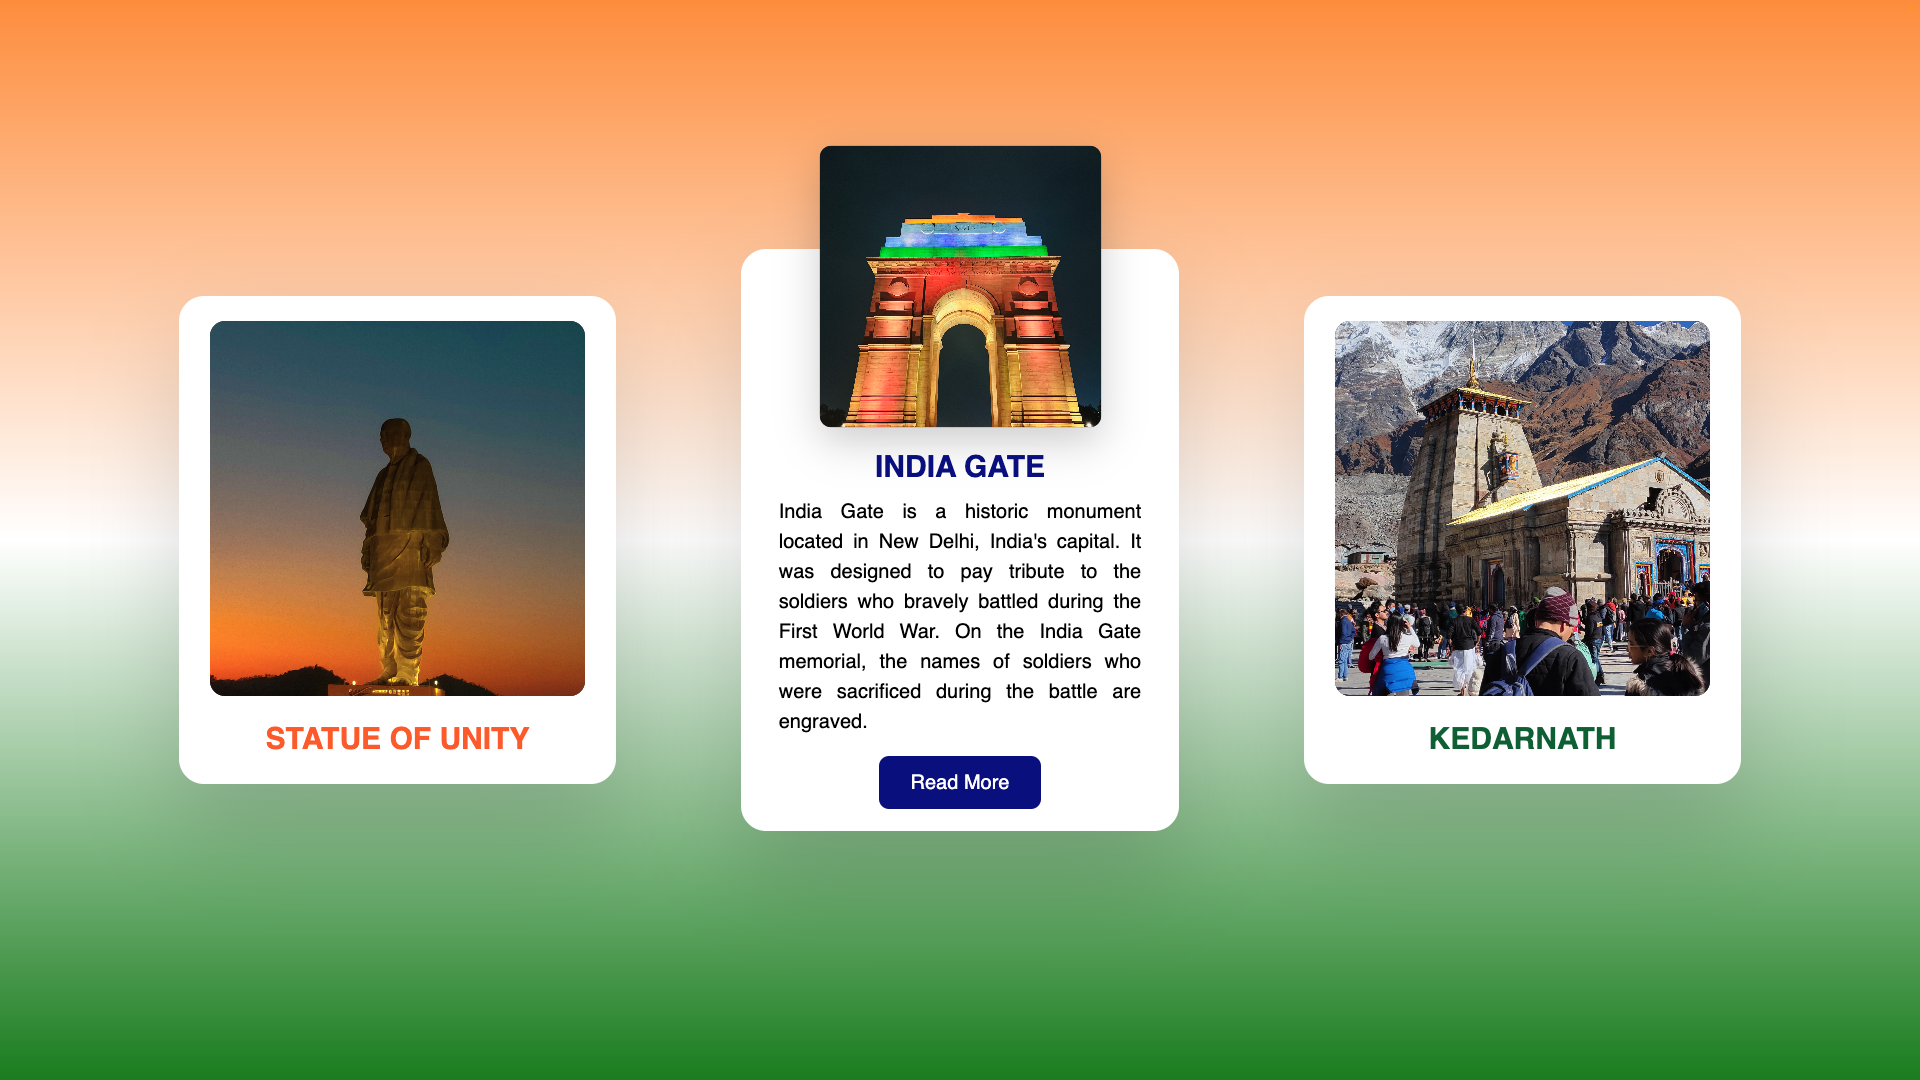 STATUE OF UNITY
INDIA GATE
India Gate is a historic monument
located in New Delhi, India's capital. It
was designed to pay tribute to the
soldiers who bravely battled during the
First World War. On the India Gate
memorial, the names of soldiers who
were sacrificed during the battle are
engraved.
Read More
KEDARNATH